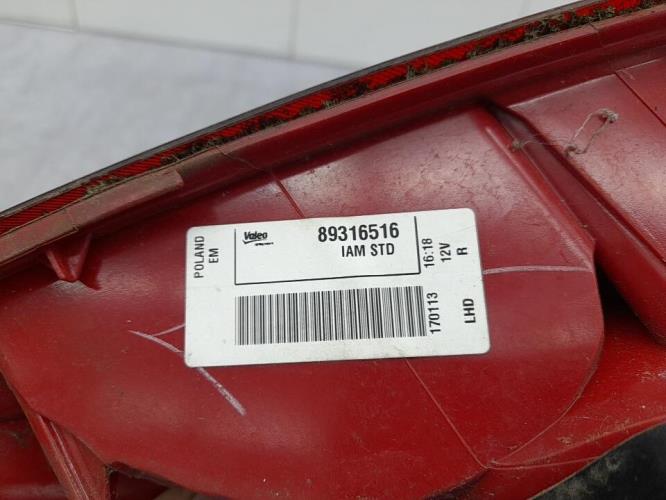 POLAND
EM
Valeo
89316516
IAM STD
16:18
12V
R
170113
LHD